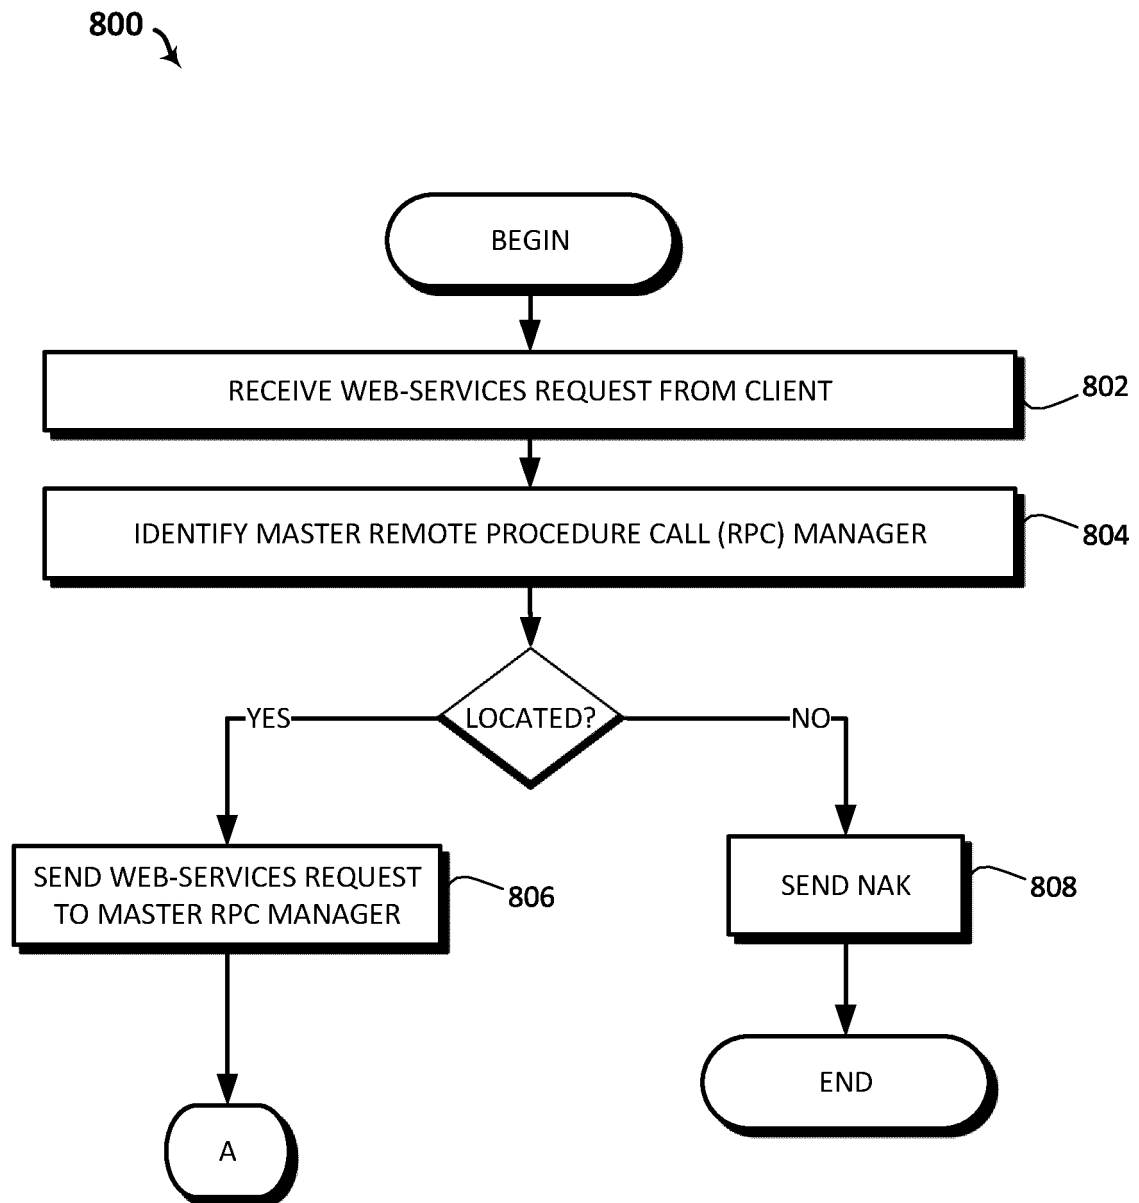 800
BEGIN
RECEIVE WEB-SERVICES REQUEST FROM CLIENT
802
IDENTIFY MASTER REMOTE PROCEDURE CALL (RPC) MANAGER
804
LOCATED?
YES
NO
SEND WEB-SERVICES REQUEST
TO MASTER RPC MANAGER
806
SEND NAK
808
END
A